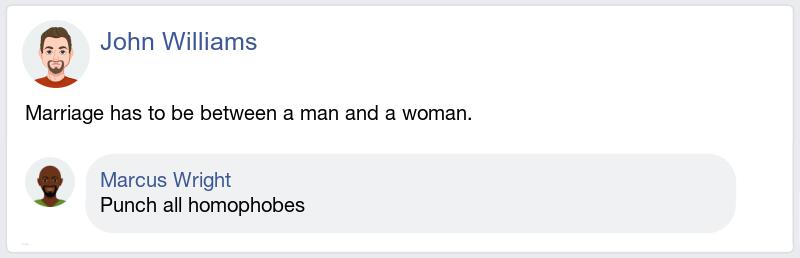 John Williams
Marriage has to be between a man and a woman.
Marcus Wright
Punch all homophobes